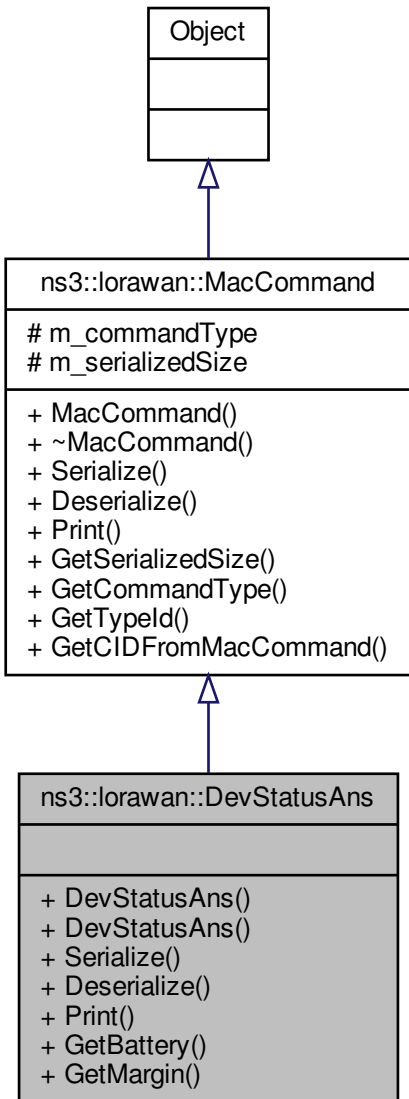 Object
ns3::lorawan::MacCommand
# m_commandType
# m_serializedSize
+ MacCommand()
+ ~MacCommand()
+ Serialize()
+ Deserialize()
+ Print()
+ GetSerializedSize()
+ GetCommandType()
+ GetTypeId()
+ GetCIDFromMacCommand()
ns3::lorawan::DevStatusAns
+ DevStatusAns()
+ DevStatusAns()
+ Serialize()
+ Deserialize()
+ Print()
+ GetBattery()
+ GetMargin()